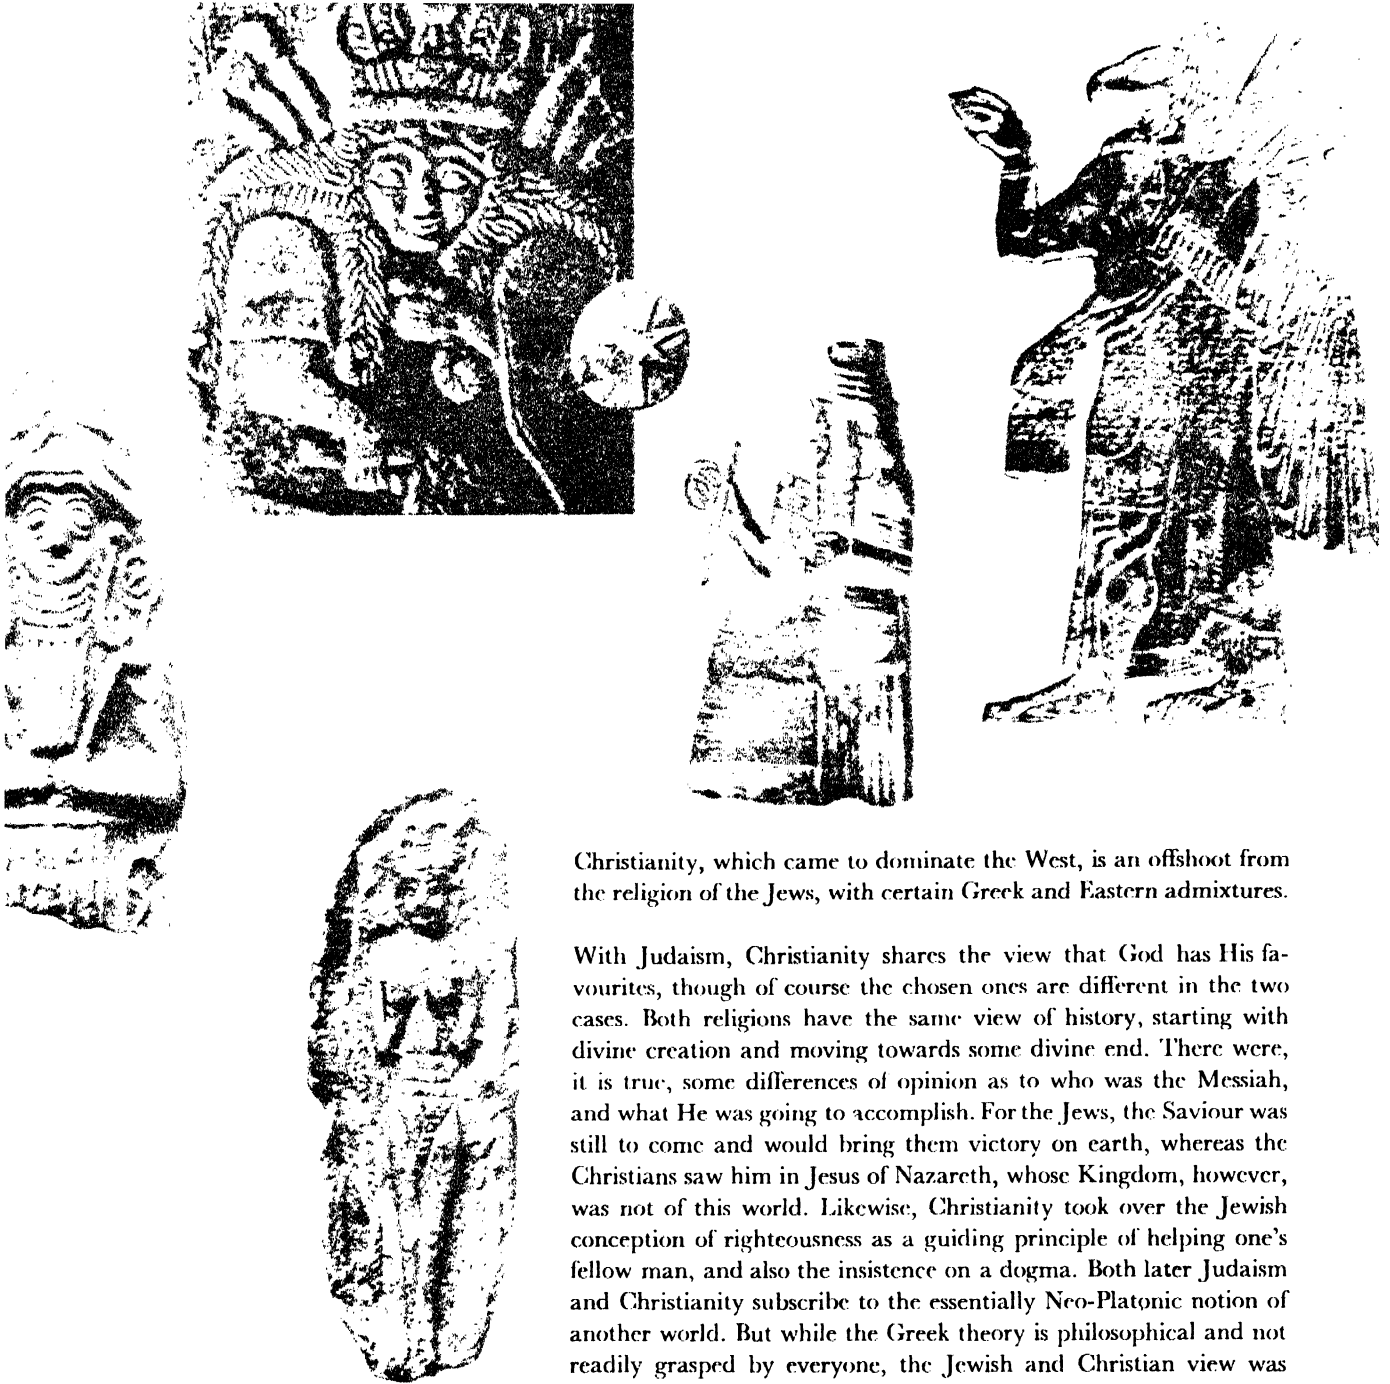 Christianity, which came to dominate the West, is an offshoot from
the religion of the Jews, with certain Greek and Eastern admixtures.
With Judaism, Christianity shares the view that God has His fa-
vourites, though of course the chosen ones are different in the two
cases. Both religions have the same view of history, starting with
divine creation and moving towards some divine end. There were,
it is true, some differences of opinion as to who was the Messiah,
and what He was going to accomplish. For the Jews, the Saviour was
still to come and would bring them victory on earth, whereas the
Christians saw him in Jesus of Nazareth, whose Kingdom, however,
was not of this world. Likewise, Christianity took over the Jewish
conception of righteousness as a guiding principle of helping one's
fellow man, and also the insistence on a dogma. Both later Judaism
and Christianity subscribe to the essentially Neo-Platonic notion of
another world. But while the Greek theory is philosophical and not
readily grasped by everyone, the Jewish and Christian view was